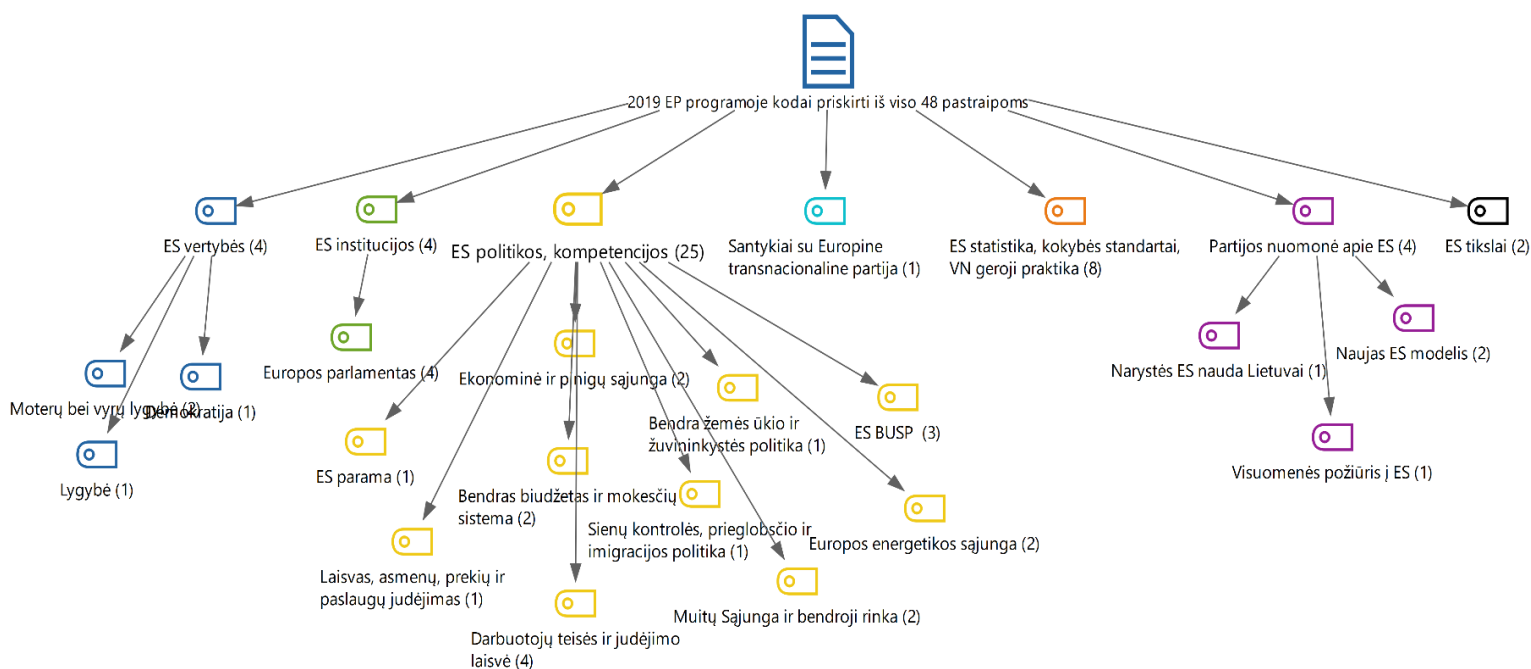 2019 EP programoje kodai priskirti iš viso 48 pastraipoms
ES vertybės (4)
ES institucijos (4)
ES politikos, kompetencijos (25)
Santykiai su Europine
transnacionaline partija (1)
ES statistika, kokybės standartai,
VN geroji praktika (8)
Partijos nuomonė apie ES (4)
ES tikslai (2)
Moterų bei vyrų lygybė (2)
Demokratija (1)
Lygybė (1)
Europos parlamentas (4)
Ekonominė ir pinigų sąjunga (2)
Bendra žemės ūkio ir
žuvininkystės politika (1)
ES BUSP  (3)
Narystės ES nauda Lietuvai (1)
Naujas ES modelis (2)
Visuomenės požiūris į ES (1)
ES parama (1)
Bendras biudžetas ir mokesčių
sistema (2)
Sienų kontrolės, prieglobsčio ir
imigracijos politika (1)
Europos energetikos sąjunga (2)
Laisvas, asmenų, prekių ir
paslaugų judėjimas (1)
Darbuotojų teisės ir judėjimo
laisvė (4)
Muitų Sąjunga ir bendroji rinka (2)